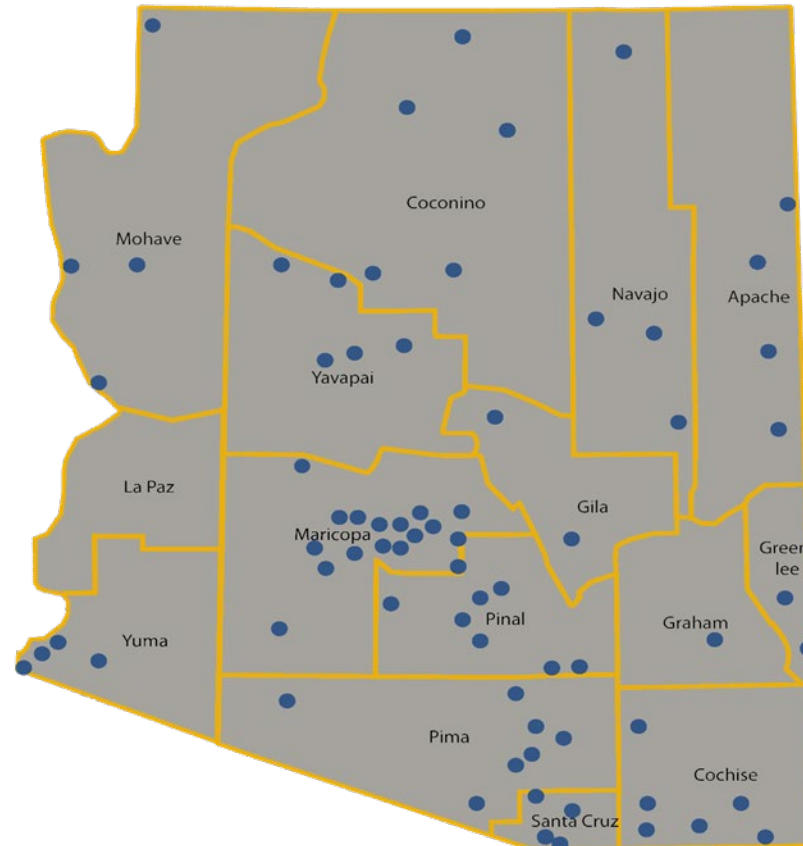 Coconino
Mohave
Navajo
Apache
Yavapai
La Paz
Gila
Maricopa
Green
lee
Pinal
Graham
Yuma
Pima
Cochise
Santa Cruz